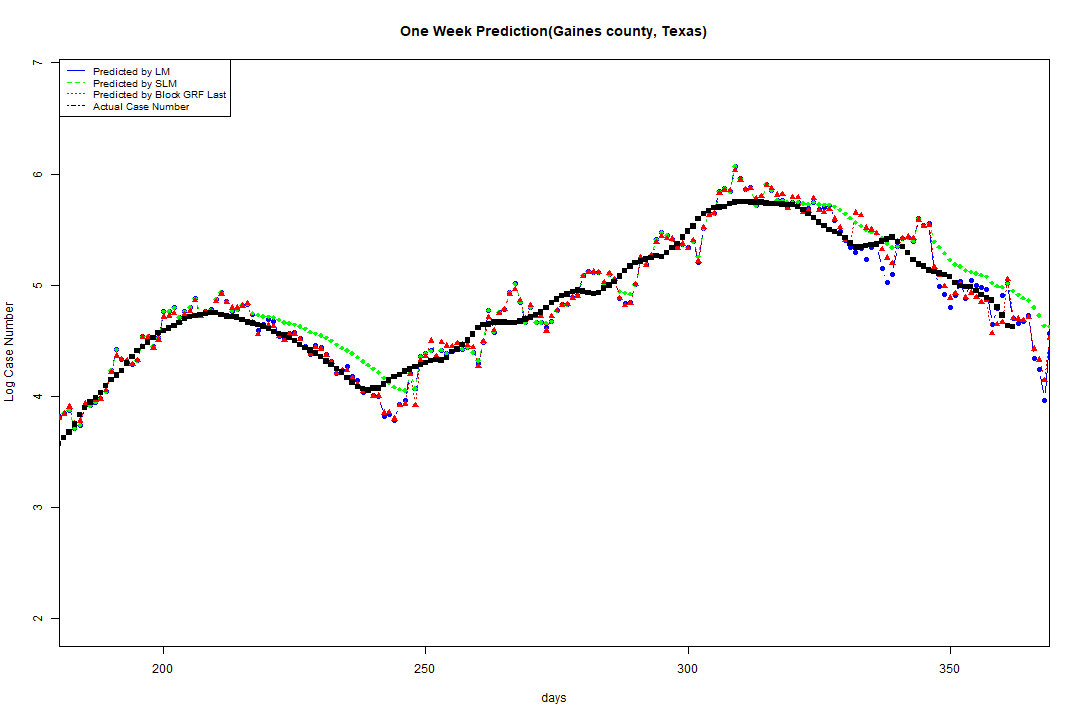 One Week Prediction(Gaines county, Texas)
7
Predicted by LM
Predicted by SLM
Predicted by Block GRF Last
Actual Case Number
6
5
4
3
2
Log Case Number
200
250
300
350
days